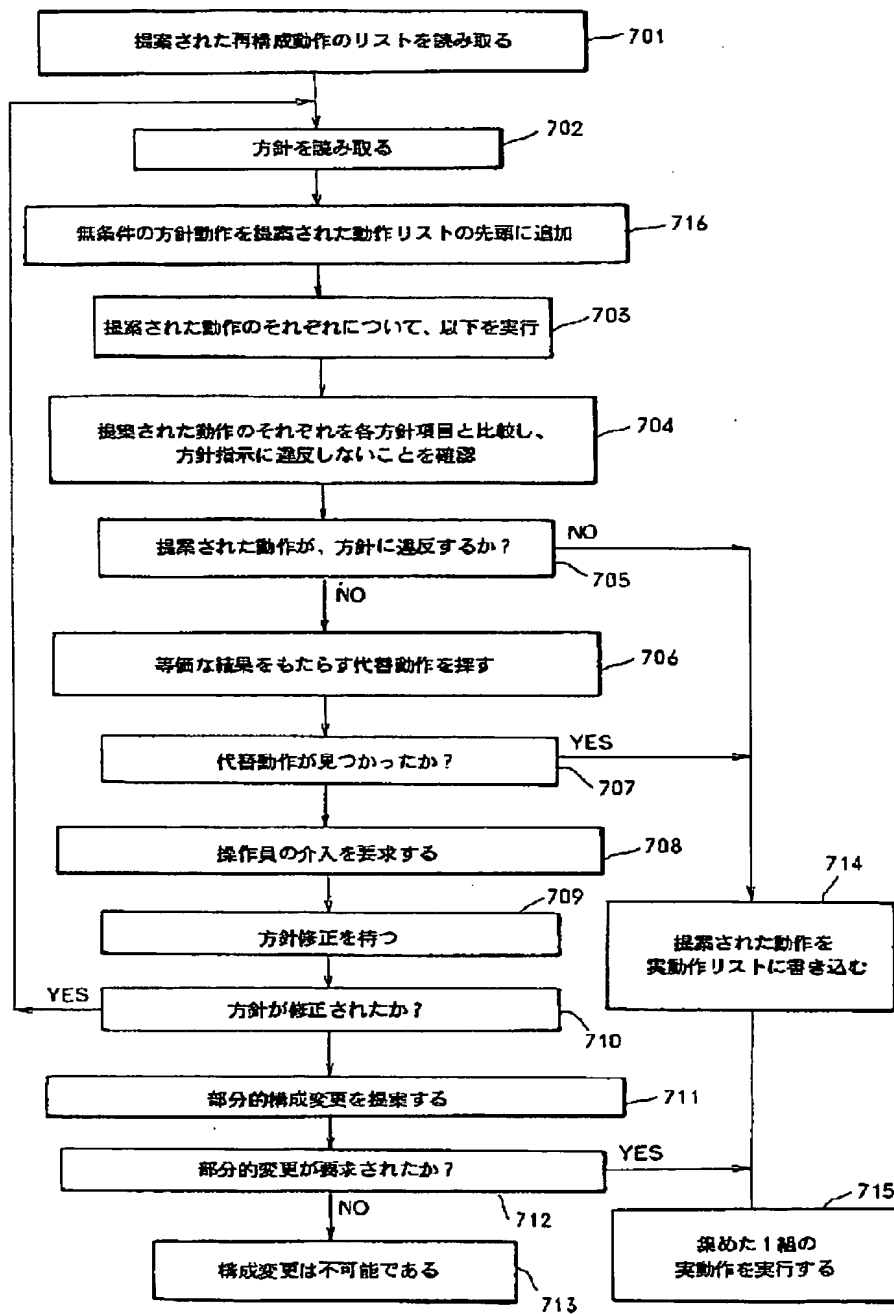 提案された再構成動作のリストを読み取る
701
方針を読み取る
702
無条件の方針動作を提案された動作リストの先頭に追加
716
提案された動作のそれぞれについて、以下を実行
703
提案された動作のそれぞれを各方針項目と比較し、
方針指示に違反しないことを確認
704
提案された動作が、方針に違反するか？
NO
705
NO
等価な結果をもたらす代替動作を探す
706
代替動作が見つかったか？
YES
707
操作員の介入を要求する
708
709
方針修正を待つ
714
提案された動作を
実動作リストに書き込む
YES
方針が修正されたか？
710
部分的構成変更を提案する
711
部分的変更が要求されたか？
YES
712
NO
715
集めた1組の
実動作を実行する
構成変更は不可能である
713